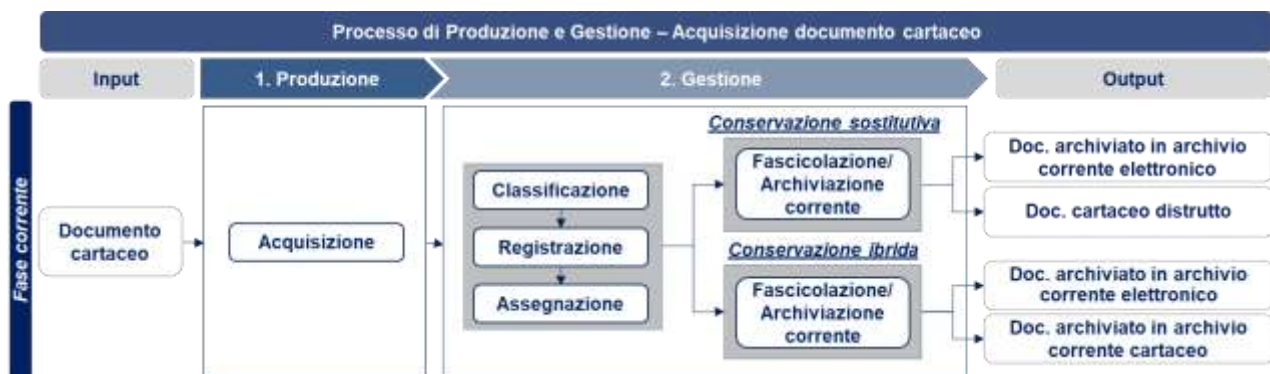 Processo di Produzione e Gestione – Acquisizione documento cartaceo
Input
1. Produzione
2. Gestione
Output
Fase corrente
Documento
cartaceo
Acquisizione
Classificazione
Registrazione
Assegnazione
Conservazione sostitutiva
Fascicolazione/
Archiviazione
corrente
Conservazione ibrida
Fascicolazione/
Archiviazione
corrente
Doc. archiviato in archivio
corrente elettronico
Doc. cartaceo distrutto
Doc. archiviato in archivio
corrente elettronico
Doc. archiviato in archivio
corrente cartaceo